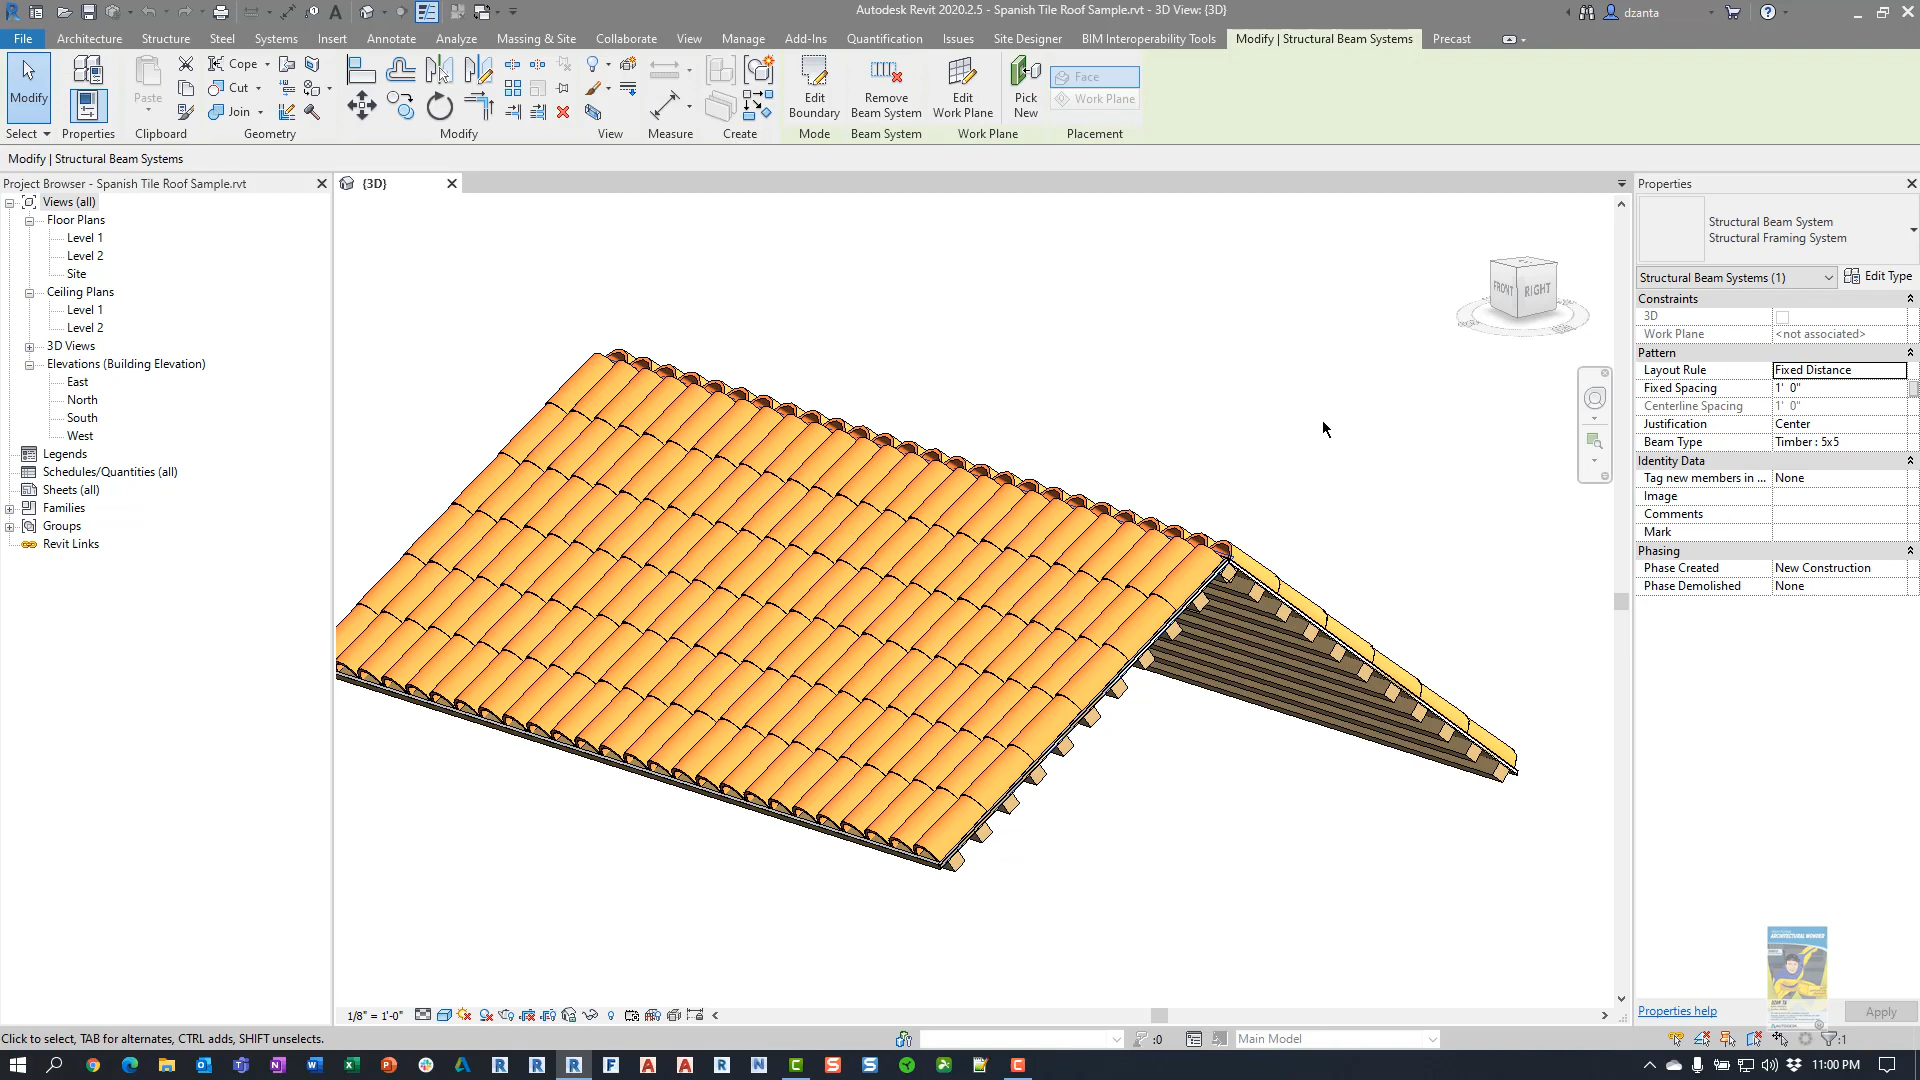 Autodesk Revit 2020.2.5 - Spanish Tile Roof Sample.rvt - 3D View: {3D}
dzanta
File
Architecture
Structure
Steel
Systems
Insert
Annotate
Analyze
Massing & Site
Collaborate
View
Manage
Add-Ins
Quantification
Issues
Site Designer
BIM Interoperability Tools
Modify | Structural Beam Systems
Precast
Modify
Paste
Cope
Cut
Join
Edit
Boundary
Remove
Beam System
Edit
Work Plane
Pick
New
Face
Work Plane
Select
Properties
Clipboard
Geometry
Modify
View
Measure
Create
Mode
Beam System
Work Plane
Placement
Modify | Structural Beam Systems
Project Browser - Spanish Tile Roof Sample.rvt
Views (all)
Floor Plans
Level 1
Level 2
Site
Ceiling Plans
Level 1
Level 2
3D Views
Elevations (Building Elevation)
East
North
South
West
Legends
Schedules/Quantities (all)
Sheets (all)
Families
Groups
Revit Links
{3D}
FRONT
RIGHT
Properties
Structural Beam System
Structural Framing System
Structural Beam Systems (1)
Edit Type
Constraints
3D
Work Plane <not associated>
Pattern
Layout Rule Fixed Distance
Fixed Spacing 1' 0"
Centerline Spacing 1' 0"
Justification Center
Beam Type Timber : 5x5
Identity Data
Tag new members in ... None
Image
Comments
Mark
Phasing
Phase Created New Construction
Phase Demolished None
ARCHITECTURAL WONDER
Properties help
Apply
1/8" = 1'-0"
Click to select, TAB for alternates, CTRL adds, SHIFT unselects.
:0
Main Model
:1
11:00 PM